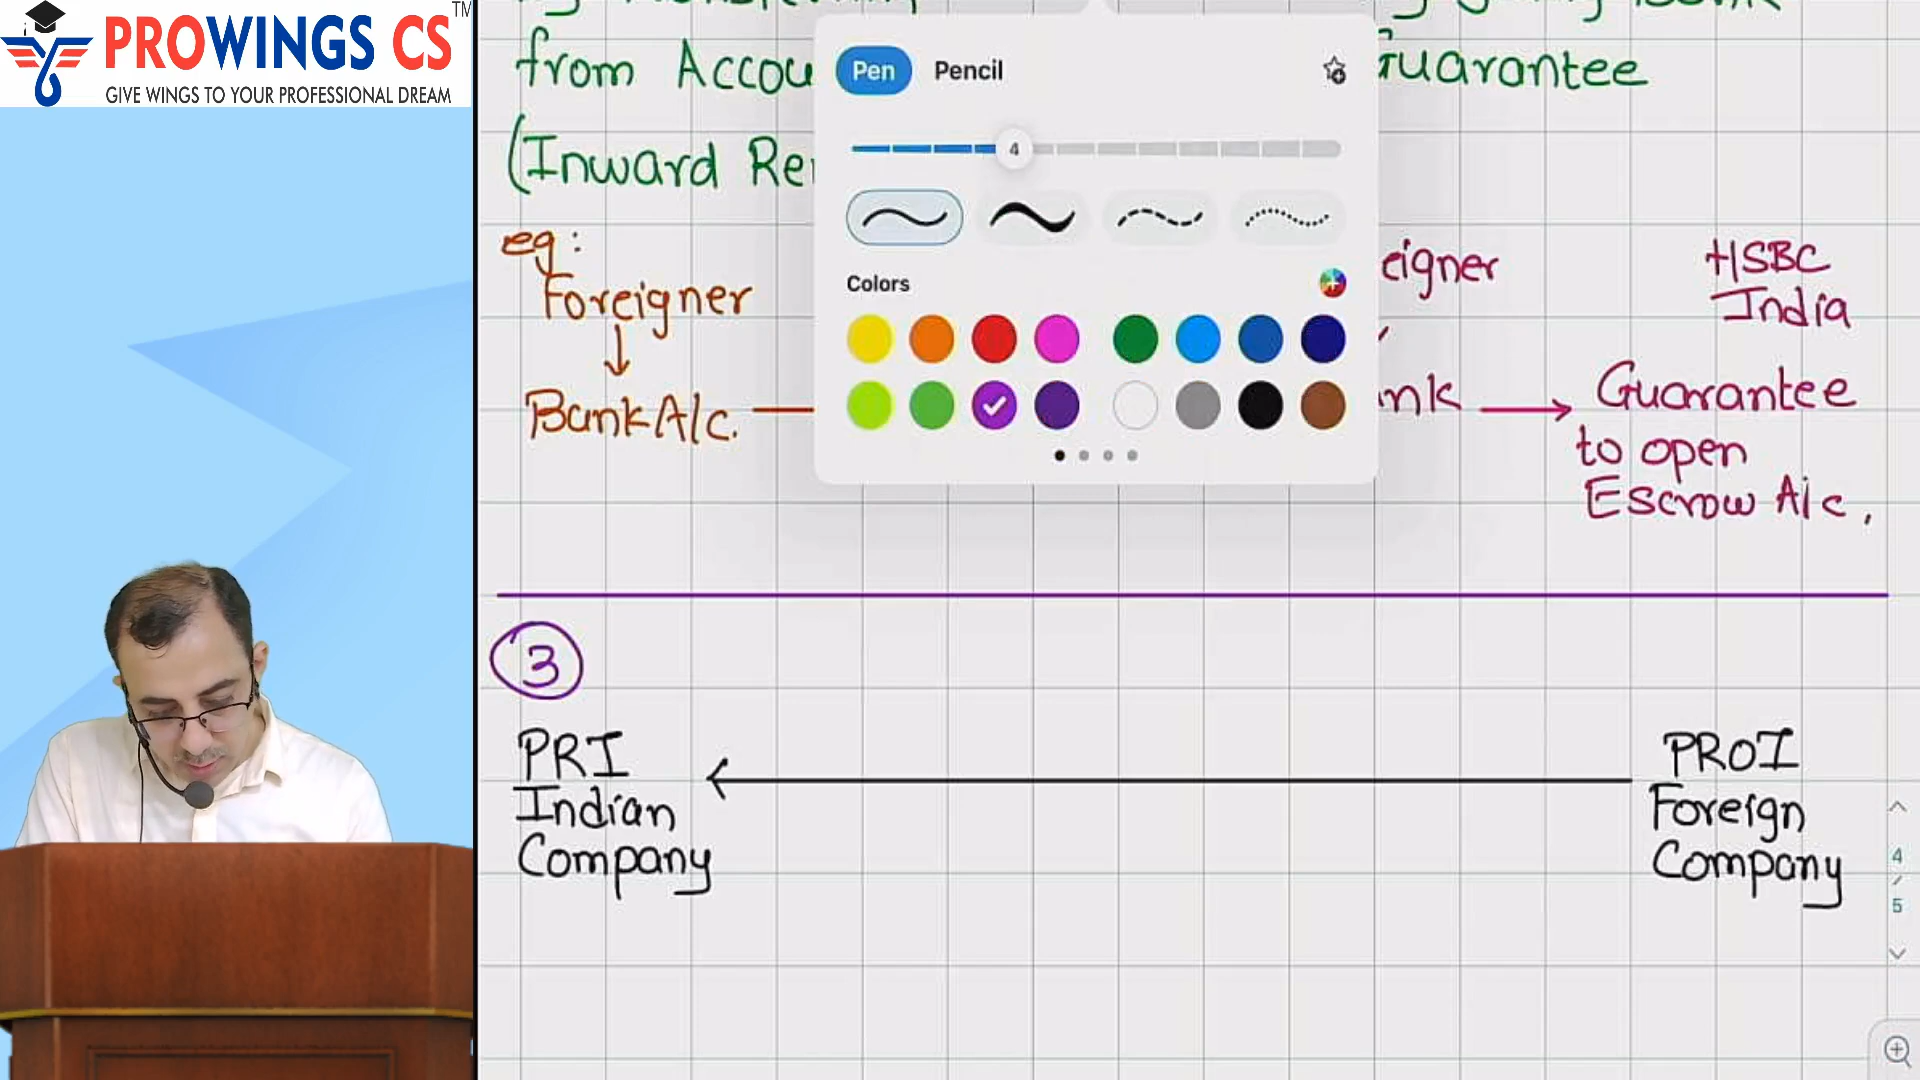 PROWINGS CS
TM
GIVE WINGS TO YOUR PROFESSIONAL DREAM
from Accou
Guarantee
(Inward Re
Pen
Pencil
4
Colors
eg:
Foreigner
Bank A/c.
eigner
nk
HSBC
India
Guarantee
to open
Escrow A/c.
3
PRI
Indian
Company
PROI
Foreign
Company
4
/
5